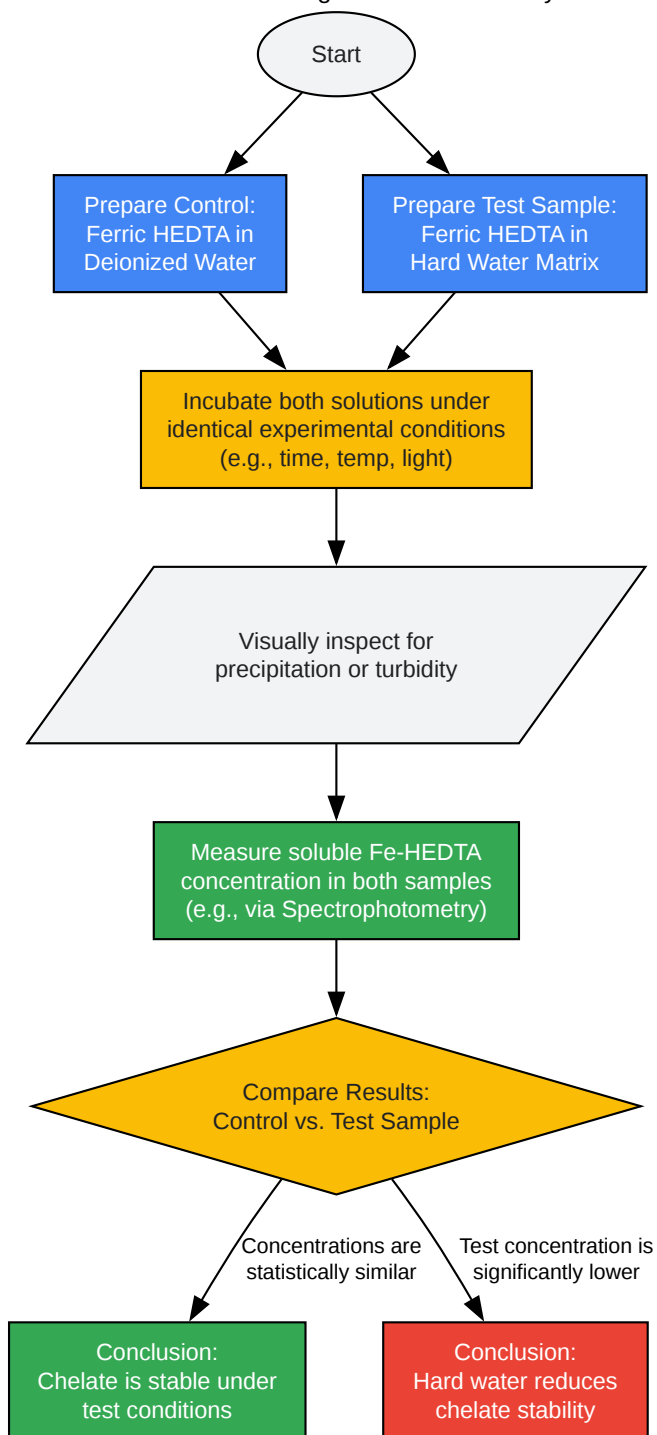 Start
Prepare Control:
Ferric HEDTA in
Deionized Water
Prepare Test Sample:
Ferric HEDTA in
Hard Water Matrix
Incubate both solutions under
identical experimental conditions
(e.g., time, temp, light)
Visually inspect for
precipitation or turbidity
Measure soluble Fe-HEDTA
concentration in both samples
(e.g., via Spectrophotometry)
Compare Results:
Control vs. Test Sample
Concentrations are
statistically similar
Test concentration is
significantly lower
Conclusion:
Chelate is stable under
test conditions
Conclusion:
Hard water reduces
chelate stability